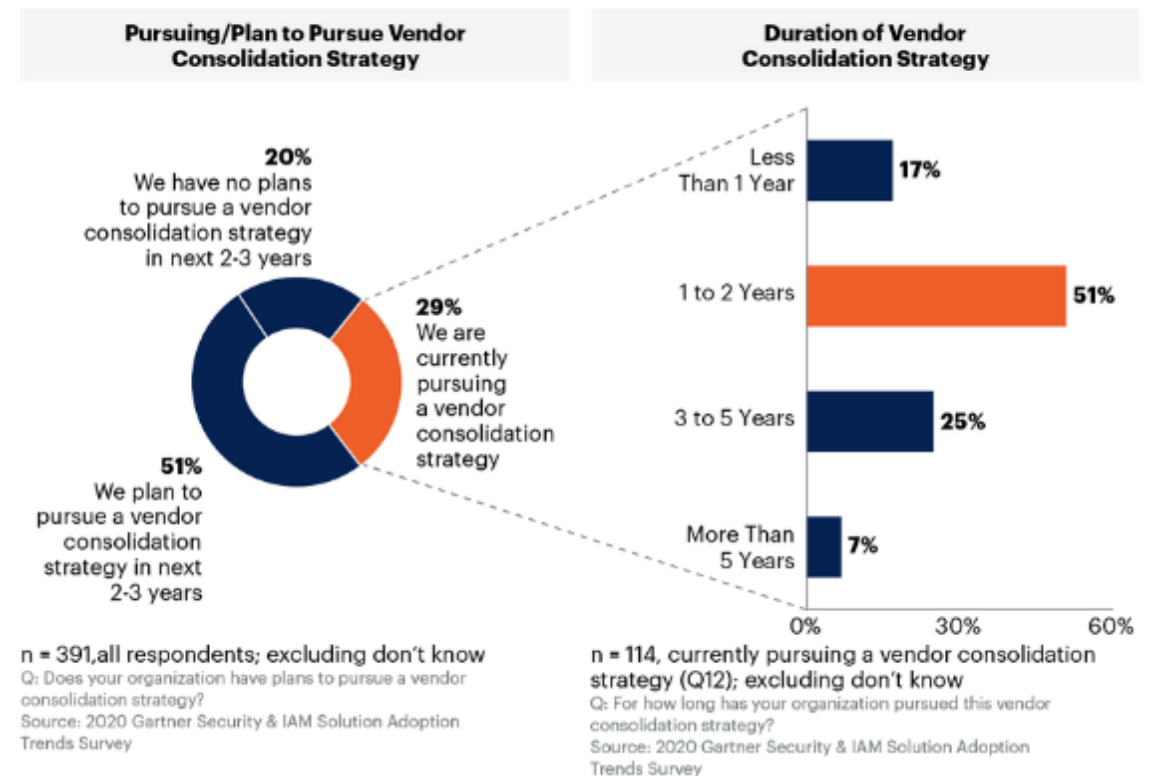 Pursuing/Plan to Pursue Vendor
Consolidation Strategy
20%
We have no plans
to pursue a vendor
consolidation strategy
in next 2-3 years
29%
We are
currently
pursuing
a vendor
consolidation
strategy
51%
We plan to
pursue a vendor
consolidation
strategy in next
2-3 years
n = 391,all respondents; excluding don't know
Q: Does your organization have plans to pursue a vendor
consolidation strategy?
Source: 2020 Gartner Security & IAM Solution Adoption
Trends Survey
Duration of Vendor
Consolidation Strategy
Less
Than 1 Year
17%
1 to 2 Years
51%
3 to 5 Years
25%
More Than
5 Years
7%
0%
30%
60%
n = 114, currently pursuing a vendor consolidation
strategy (Q12); excluding don't know
Q: For how long has your organization pursued this vendor
consolidation strategy?
Source: 2020 Gartner Security & IAM Solution Adoption
Trends Survey